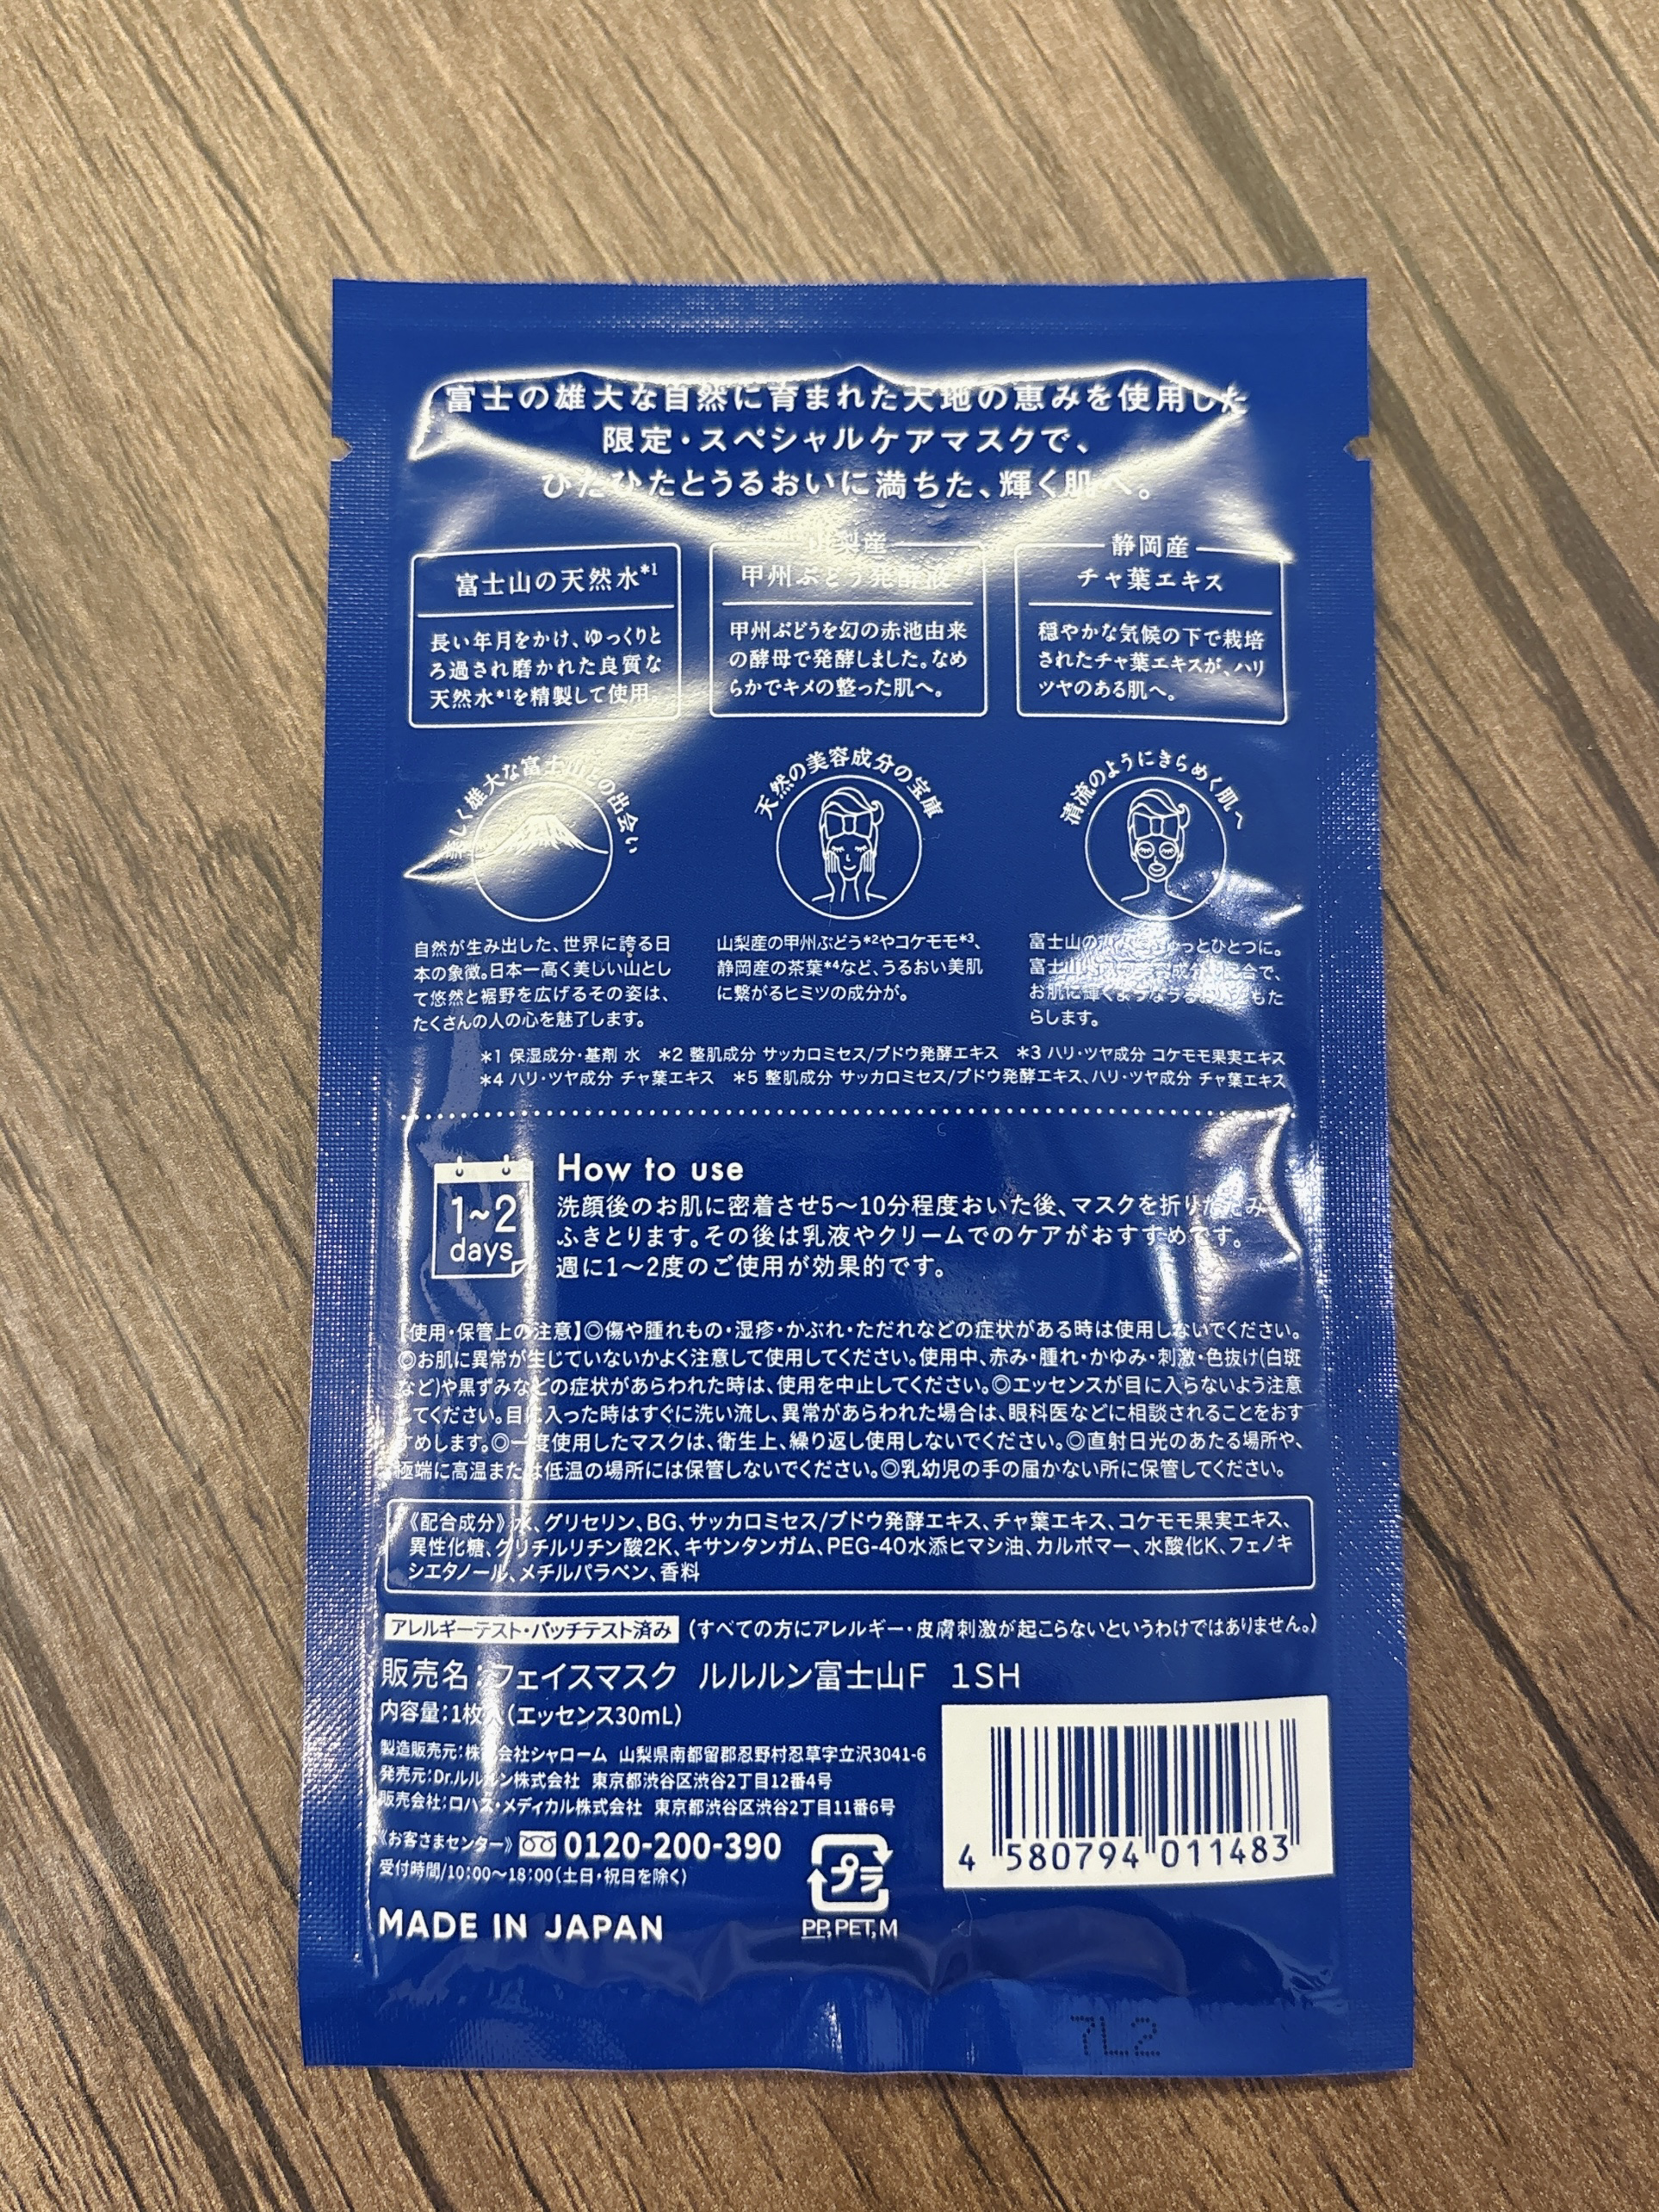 富士の雄大な自然に育まれた大地の恵みを使用した
限定・スペシャルケアマスクで、
ひたひたとうるおいに満ちた、輝く肌へ。
富士山の天然水*1
長い年月をかけ、ゆっくりと
ろ過され磨かれた良質な
天然水*1を精製して使用。
梨産
甲州ぶどう発酵液
甲州ぶどうを幻の赤池由来
の酵母で発酵しました。なめ
らかでキメの整った肌へ。
静岡産
チャ葉エキス
穏やかな気候の下で栽培
されたチャ葉エキスが、ハリ
ツヤのある肌へ。
美しく雄大な富士山との出会い
自然が生み出した、世界に誇る日
本の象徴。日本一高く美しい山とし
て悠然と裾野を広げるその姿は、
たくさんの人の心を魅了します。
天然の美容成分の宝庫
山梨産の甲州ぶどう*2やコケモモ*3、
静岡産の茶葉*4など、うるおい美肌
に繋がるヒミツの成分が。
清流のようにきらめく肌へ
富士山の ぎゅっとひとつに。
富士山 成分 配合で、
お肌に輝くようなうるおいをもた
らします。
*1 保湿成分・基剤 水 *2 整肌成分 サッカロミセス/ブドウ発酵エキス *3 ハリ・ツヤ成分 コケモモ果実エキス
*4 ハリ・ツヤ成分 チャ葉エキス *5 整肌成分 サッカロミセス/ブドウ発酵エキス、ハリ・ツヤ成分 チャ葉エキス
1~2
days
How to use
洗顔後のお肌に密着させ5〜10分程度おいた後、マスクを折りたたみ
ふきとります。その後は乳液やクリームでのケアがおすすめです。
週に1〜2度のご使用が効果的です。
【使用・保管上の注意】◎傷や腫れもの・湿疹・かぶれ・ただれなどの症状がある時は使用しないでください。
◎お肌に異常が生じていないかよく注意して使用してください。使用中、赤み・腫れ・かゆみ・刺激・色抜け(白斑
など)や黒ずみなどの症状があらわれた時は、使用を中止してください。◎エッセンスが目に入らないよう注意
してください。目に入った時はすぐに洗い流し、異常があらわれた場合は、眼科医などに相談されることをおす
すめします。◎一度使用したマスクは、衛生上、繰り返し使用しないでください。◎直射日光のあたる場所や、
極端に高温または低温の場所には保管しないでください。◎乳幼児の手の届かない所に保管してください。
《配合成分》水、グリセリン、BG、サッカロミセス/ブドウ発酵エキス、チャ葉エキス、コケモモ果実エキス、
異性化糖、グリチルリチン酸2K、キサンタンガム、PEG-40水添ヒマシ油、カルボマー、水酸化K、フェノキ
シエタノール、メチルパラベン、香料
アレルギーテスト・パッチテスト済み (すべての方にアレルギー・皮膚刺激が起こらないというわけではありません。)
販売名:フェイスマスク ルルルン富士山F 1SH
内容量:1枚入(エッセンス30mL)
製造販売元:株式会社シャローム 山梨県南都留郡忍野村忍草字立沢3041-6
発売元:Dr.ルルルン株式会社 東京都渋谷区渋谷2丁目12番4号
販売会社:ロハス・メディカル株式会社 東京都渋谷区渋谷2丁目11番6号
《お客さまセンター》 0120-200-390
受付時間/10:00〜18:00(土日・祝日を除く)
MADE IN JAPAN
プラ
PP,PET,M
4 580794 011483
7L2